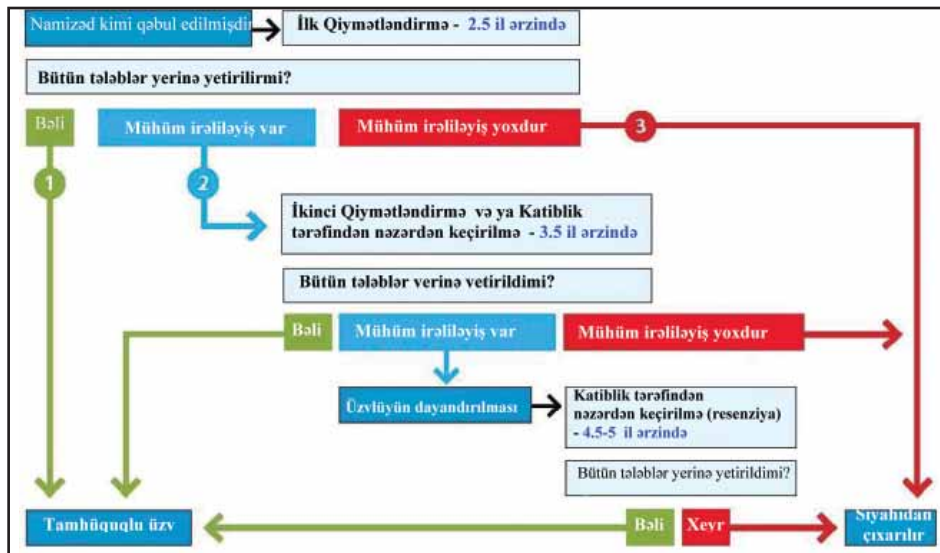 Namizəd kimi qəbul edilmişdir
İlk Qiymətləndirmə - 2.5 il ərzində
Bütün tələblər yerinə yetirilirmi?
Bəli
Mühüm irəliləyiş var
Mühüm irəliləyiş yoxdur
3
1
2
İkinci Qiymətləndirmə və ya Katiblik
tərəfindən nəzərdən keçirilmə - 3.5 il ərzində
Bütün tələblər yerinə yetirildimi?
Bəli
Mühüm irəliləyiş var
Mühüm irəliləyiş yoxdur
Üzvlüyün dayandırılması
Katiblik tərəfindən
nəzərdən keçirilmə (resenziya)
- 4.5-5 il ərzində
Bütün tələblər yerinə yetirildimi?
Tamhüquqlu üzv
Bəli
Xeyr
Siyahıdan
çıxarılır